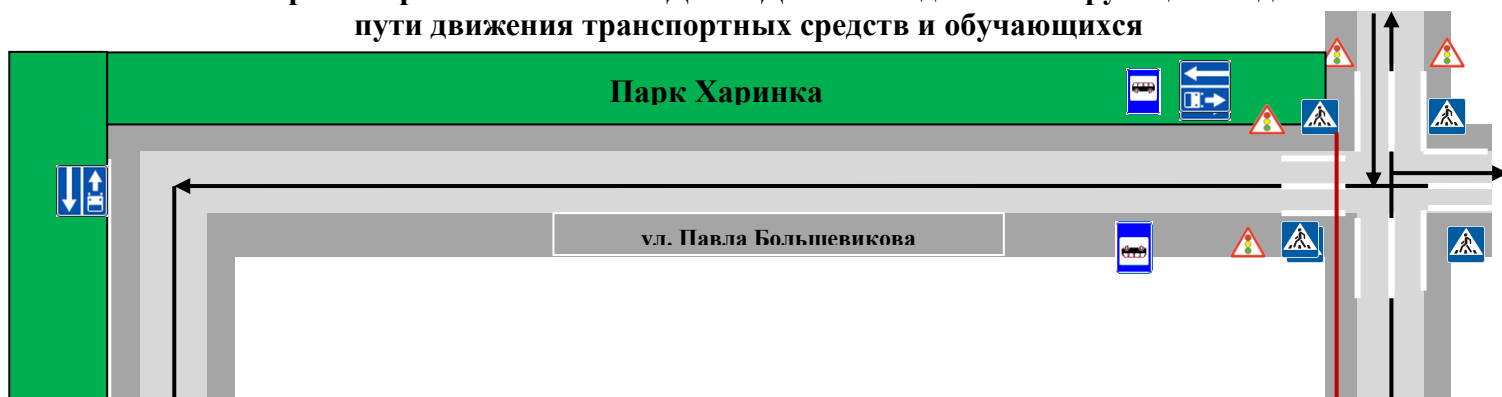 пути движения транспортных средств и обучающихся
Парк Харинка
ул. Павла Большевикова